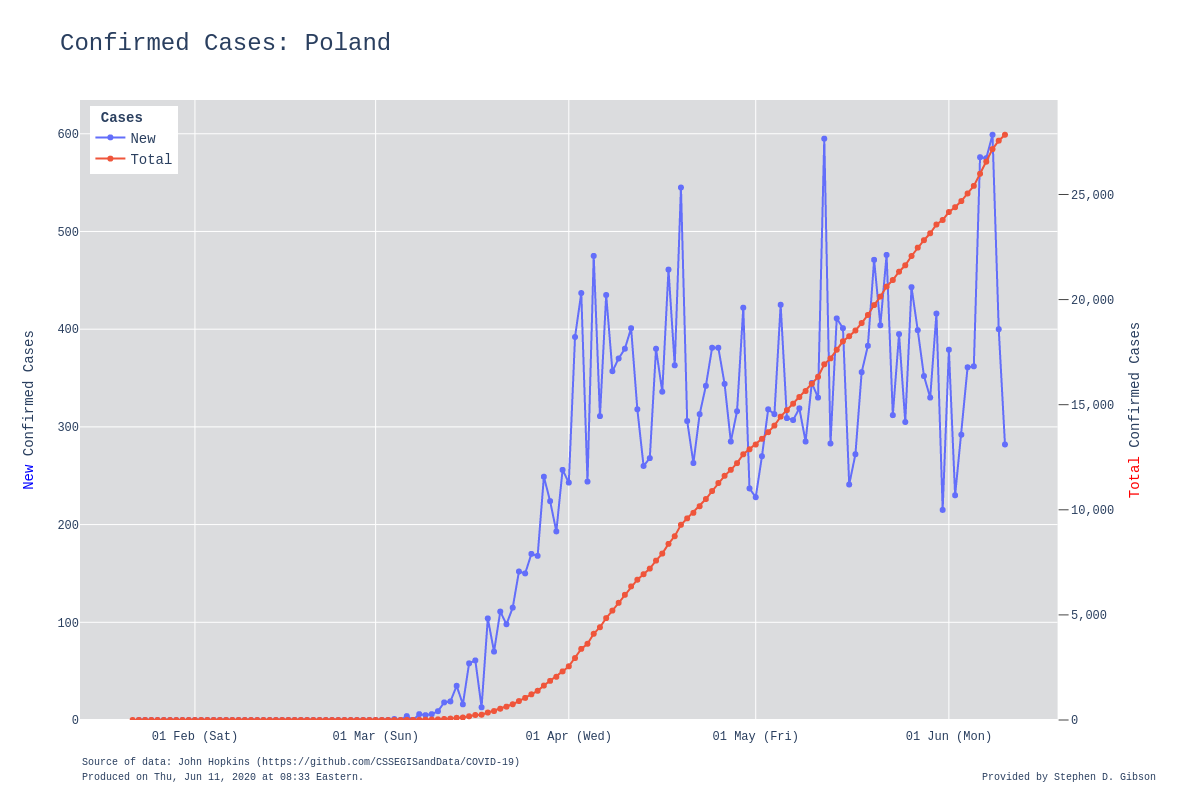 Confirmed Cases: Poland
Cases
New
Total
600
500
400
300
200
100
0
25,000
20,000
15,000
10,000
5,000
0
New Confirmed Cases
Total Confirmed Cases
01 Feb (Sat)
01 Mar (Sun)
01 Apr (Wed)
01 May (Fri)
01 Jun (Mon)
Source of data: John Hopkins (https://github.com/CSSEGISandData/COVID-19)
Produced on Thu, Jun 11, 2020 at 08:33 Eastern.
Provided by Stephen D. Gibson